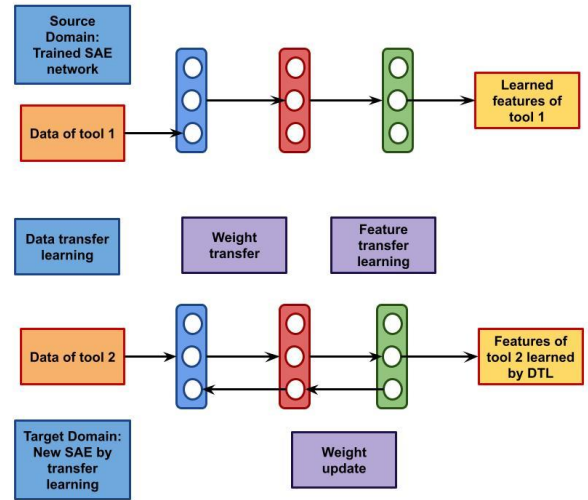 Source
Domain:
Trained SAE
network
Data of tool 1
Learned
features of
tool 1
Data transfer
learning
Weight
transfer
Feature
transfer
learning
Data of tool 2
Features of
tool 2 learned
by DTL
Target Domain:
New SAE by
transfer
learning
Weight
update